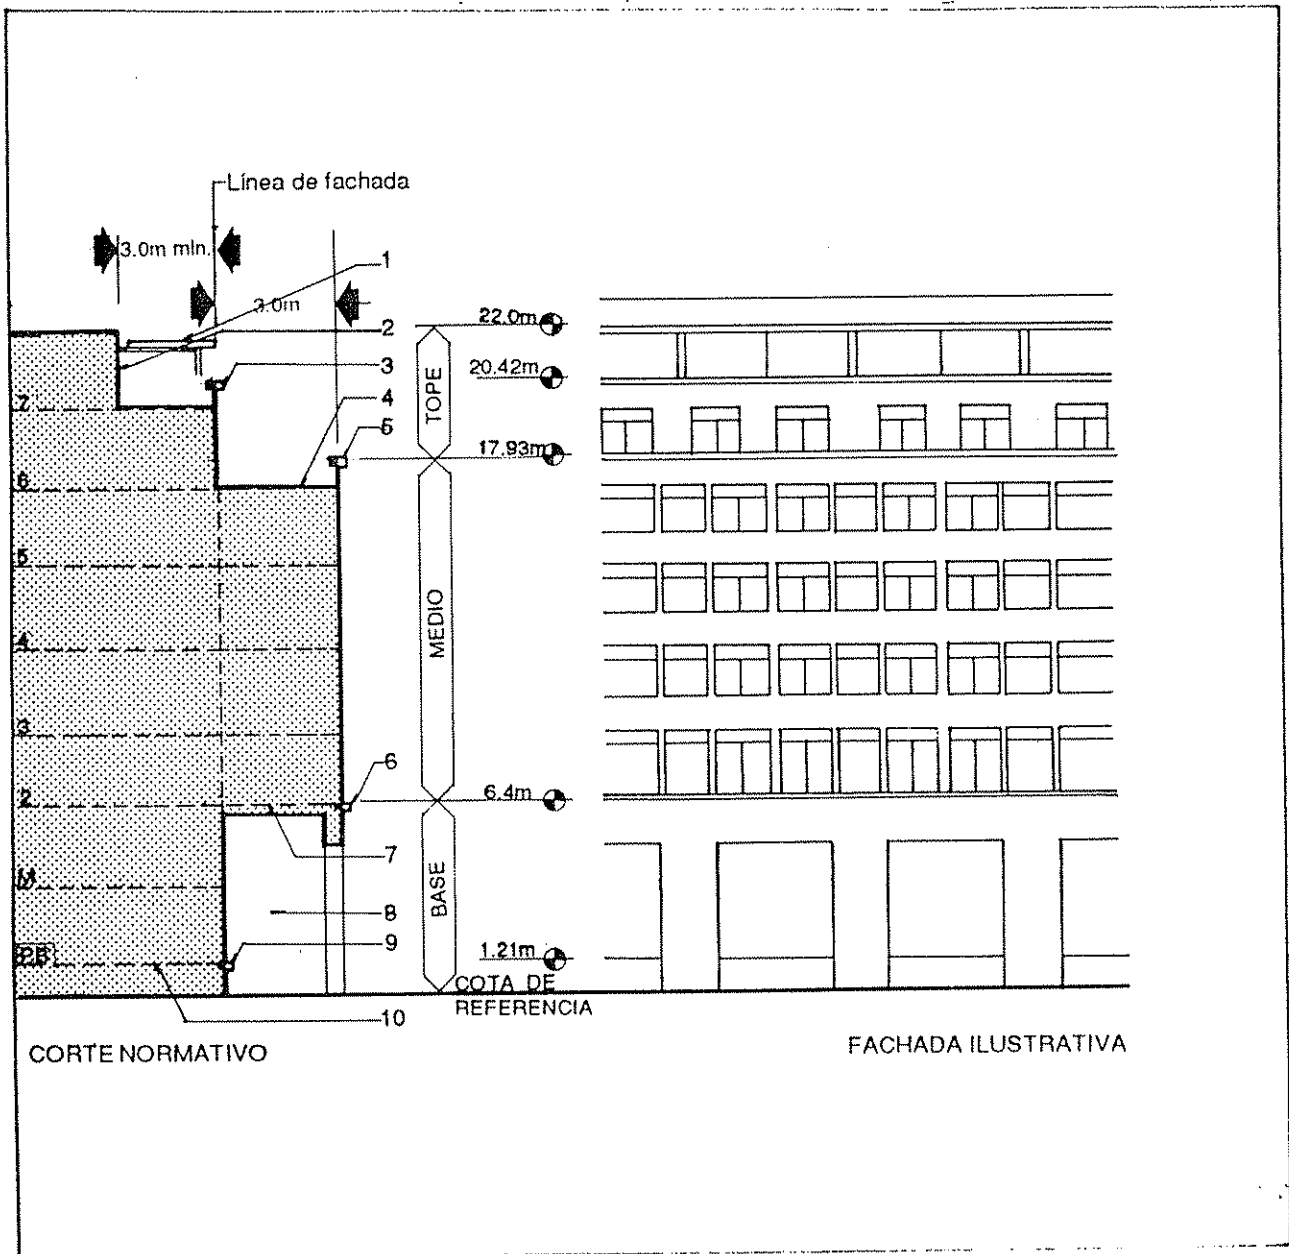 Línea de fachada
3.0m mín.
1
3.0m
2
22.0m
3
20.42m
4
TOPE
7
5
17.93m
6
5
MEDIO
4
3
6
2
6.4m
7
M
BASE
8
PB
9
1.21m
COTA DE
REFERENCIA
10
CORTE NORMATIVO
FACHADA ILUSTRATIVA